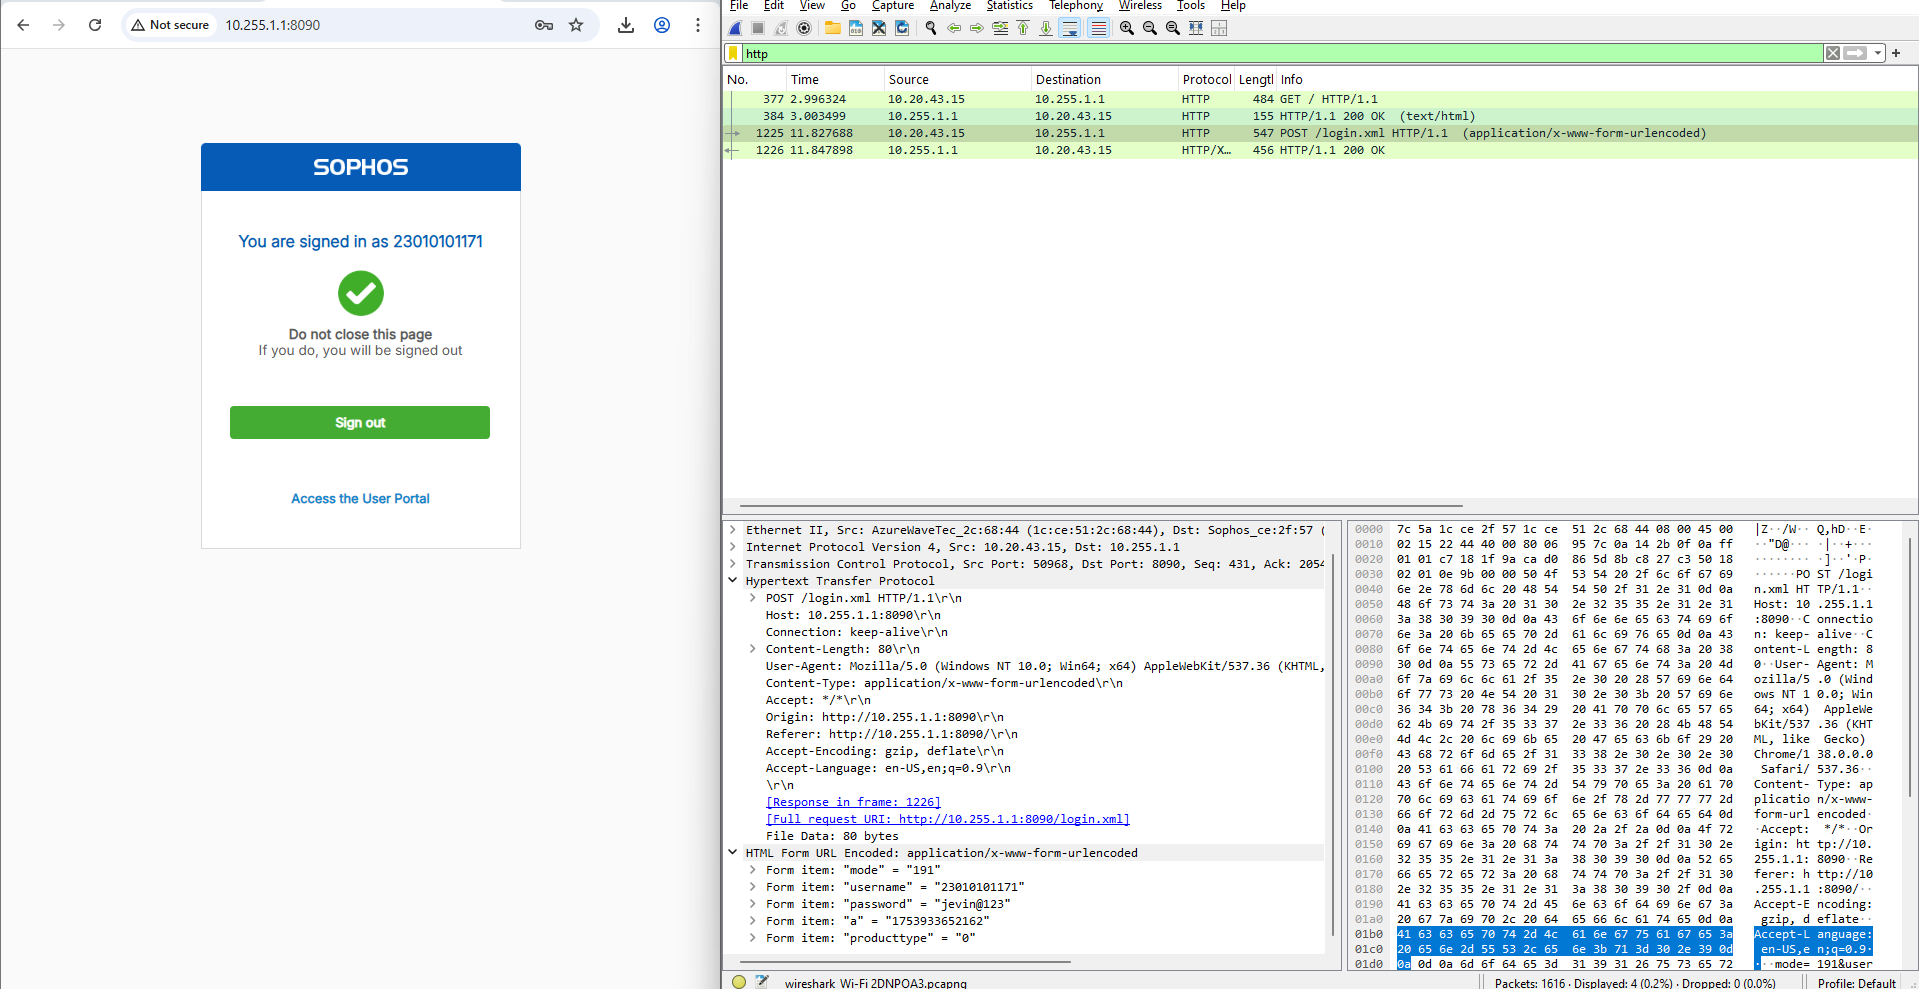 Not secure 10.255.1.1:8090
SOPHOS
You are signed in as 23010101171
Do not close this page
If you do, you will be signed out
Sign out
Access the User Portal
File Edit View Go Capture Analyze Statistics Telephony Wireless Tools Help
http
No. Time Source Destination Protocol Lengtl Info
377 2.996324 10.20.43.15 10.255.1.1 HTTP 484 GET / HTTP/1.1
384 3.003499 10.255.1.1 10.20.43.15 HTTP 155 HTTP/1.1 200 OK (text/html)
1225 11.827688 10.20.43.15 10.255.1.1 HTTP 547 POST /login.xml HTTP/1.1 (application/x-www-form-urlencoded)
1226 11.847898 10.255.1.1 10.20.43.15 HTTP/X… 456 HTTP/1.1 200 OK
Ethernet II, Src: AzureWaveTec_2c:68:44 (1c:ce:51:2c:68:44), Dst: Sophos_ce:2f:57 (
Internet Protocol Version 4, Src: 10.20.43.15, Dst: 10.255.1.1
Transmission Control Protocol, Src Port: 50968, Dst Port: 8090, Seq: 431, Ack: 2054
Hypertext Transfer Protocol
POST /login.xml HTTP/1.1\r\n
Host: 10.255.1.1:8090\r\n
Connection: keep-alive\r\n
Content-Length: 80\r\n
User-Agent: Mozilla/5.0 (Windows NT 10.0; Win64; x64) AppleWebKit/537.36 (KHTML,
Content-Type: application/x-www-form-urlencoded\r\n
Accept: */*\r\n
Origin: http://10.255.1.1:8090\r\n
Referer: http://10.255.1.1:8090/\r\n
Accept-Encoding: gzip, deflate\r\n
Accept-Language: en-US,en;q=0.9\r\n
\r\n
[Response in frame: 1226]
[Full request URI: http://10.255.1.1:8090/login.xml]
File Data: 80 bytes
HTML Form URL Encoded: application/x-www-form-urlencoded
Form item: "mode" = "191"
Form item: "username" = "23010101171"
Form item: "password" = "jevin@123"
Form item: "a" = "1753933652162"
Form item: "producttype" = "0"
0000 7c 5a 1c ce 2f 57 1c ce 51 2c 68 44 08 00 45 00 |Z··/W·· Q,hD··E·
0010 02 15 22 44 40 00 80 06 95 7c 0a 14 2b 0f 0a ff ··"D@··· ·|··+···
0020 01 01 c7 18 1f 9a ca d0 86 5d 8b c8 27 c3 50 18 ········ ·]··'·P·
0030 02 01 0e 9b 00 00 50 4f 53 54 20 2f 6c 6f 67 69 ······PO ST /logi
0040 6e 2e 78 6d 6c 20 48 54 54 50 2f 31 2e 31 0d 0a n.xml HT TP/1.1··
0050 48 6f 73 74 3a 20 31 30 2e 32 35 35 2e 31 2e 31 Host: 10 .255.1.1
0060 3a 38 30 39 30 0d 0a 43 6f 6e 6e 65 63 74 69 6f :8090··C onnectio
0070 6e 3a 20 6b 65 65 70 2d 61 6c 69 76 65 0d 0a 43 n: keep- alive··C
0080 6f 6e 74 65 6e 74 2d 4c 65 6e 67 74 68 3a 20 38 ontent-L ength: 8
0090 30 0d 0a 55 73 65 72 2d 41 67 65 6e 74 3a 20 4d 0··User- Agent: M
00a0 6f 7a 69 6c 6c 61 2f 35 2e 30 20 28 57 69 6e 64 ozilla/5 .0 (Wind
00b0 6f 77 73 20 4e 54 20 31 30 2e 30 3b 20 57 69 6e ows NT 1 0.0; Win
00c0 36 34 3b 20 78 36 34 29 20 41 70 70 6c 65 57 65 64; x64) AppleWe
00d0 62 4b 69 74 2f 35 33 37 2e 33 36 20 28 4b 48 54 bKit/537 .36 (KHT
00e0 4d 4c 2c 20 6c 69 6b 65 20 47 65 63 6b 6f 29 20 ML, like Gecko)
00f0 43 68 72 6f 6d 65 2f 31 33 38 2e 30 2e 30 2e 30 Chrome/1 38.0.0.0
0100 20 53 61 66 61 72 69 2f 35 33 37 2e 33 36 0d 0a Safari/ 537.36··
0110 43 6f 6e 74 65 6e 74 2d 54 79 70 65 3a 20 61 70 Content- Type: ap
0120 70 6c 69 63 61 74 69 6f 6e 2f 78 2d 77 77 77 2d plicatio n/x-www-
0130 66 6f 72 6d 2d 75 72 6c 65 6e 63 6f 64 65 64 0d form-url encoded·
0140 0a 41 63 63 65 70 74 3a 20 2a 2f 2a 0d 0a 4f 72 ·Accept: */*··Or
0150 69 67 69 6e 3a 20 68 74 74 70 3a 2f 2f 31 30 2e igin: ht tp://10.
0160 32 35 35 2e 31 2e 31 3a 38 30 39 30 0d 0a 52 65 255.1.1: 8090··Re
0170 66 65 72 65 72 3a 20 68 74 74 70 3a 2f 2f 31 30 ferer: h ttp://10
0180 2e 32 35 35 2e 31 2e 31 3a 38 30 39 30 2f 0d 0a .255.1.1 :8090/··
0190 41 63 63 65 70 74 2d 45 6e 63 6f 64 69 6e 67 3a Accept-E ncoding:
01a0 20 67 7a 69 70 2c 20 64 65 66 6c 61 74 65 0d 0a gzip, d eflate··
01b0 41 63 63 65 70 74 2d 4c 61 6e 67 75 61 67 65 3a Accept-L anguage:
01c0 20 65 6e 2d 55 53 2c 65 6e 3b 71 3d 30 2e 39 0d en-US,e n;q=0.9·
01d0 0a 0d 0a 6d 6f 64 65 3d 31 39 31 26 75 73 65 72 ···mode= 191&user
wireshark_Wi-Fi 2DNPOA3.pcapng
Packets: 1616 · Displayed: 4 (0.2%) · Dropped: 0 (0.0%)
Profile: Default